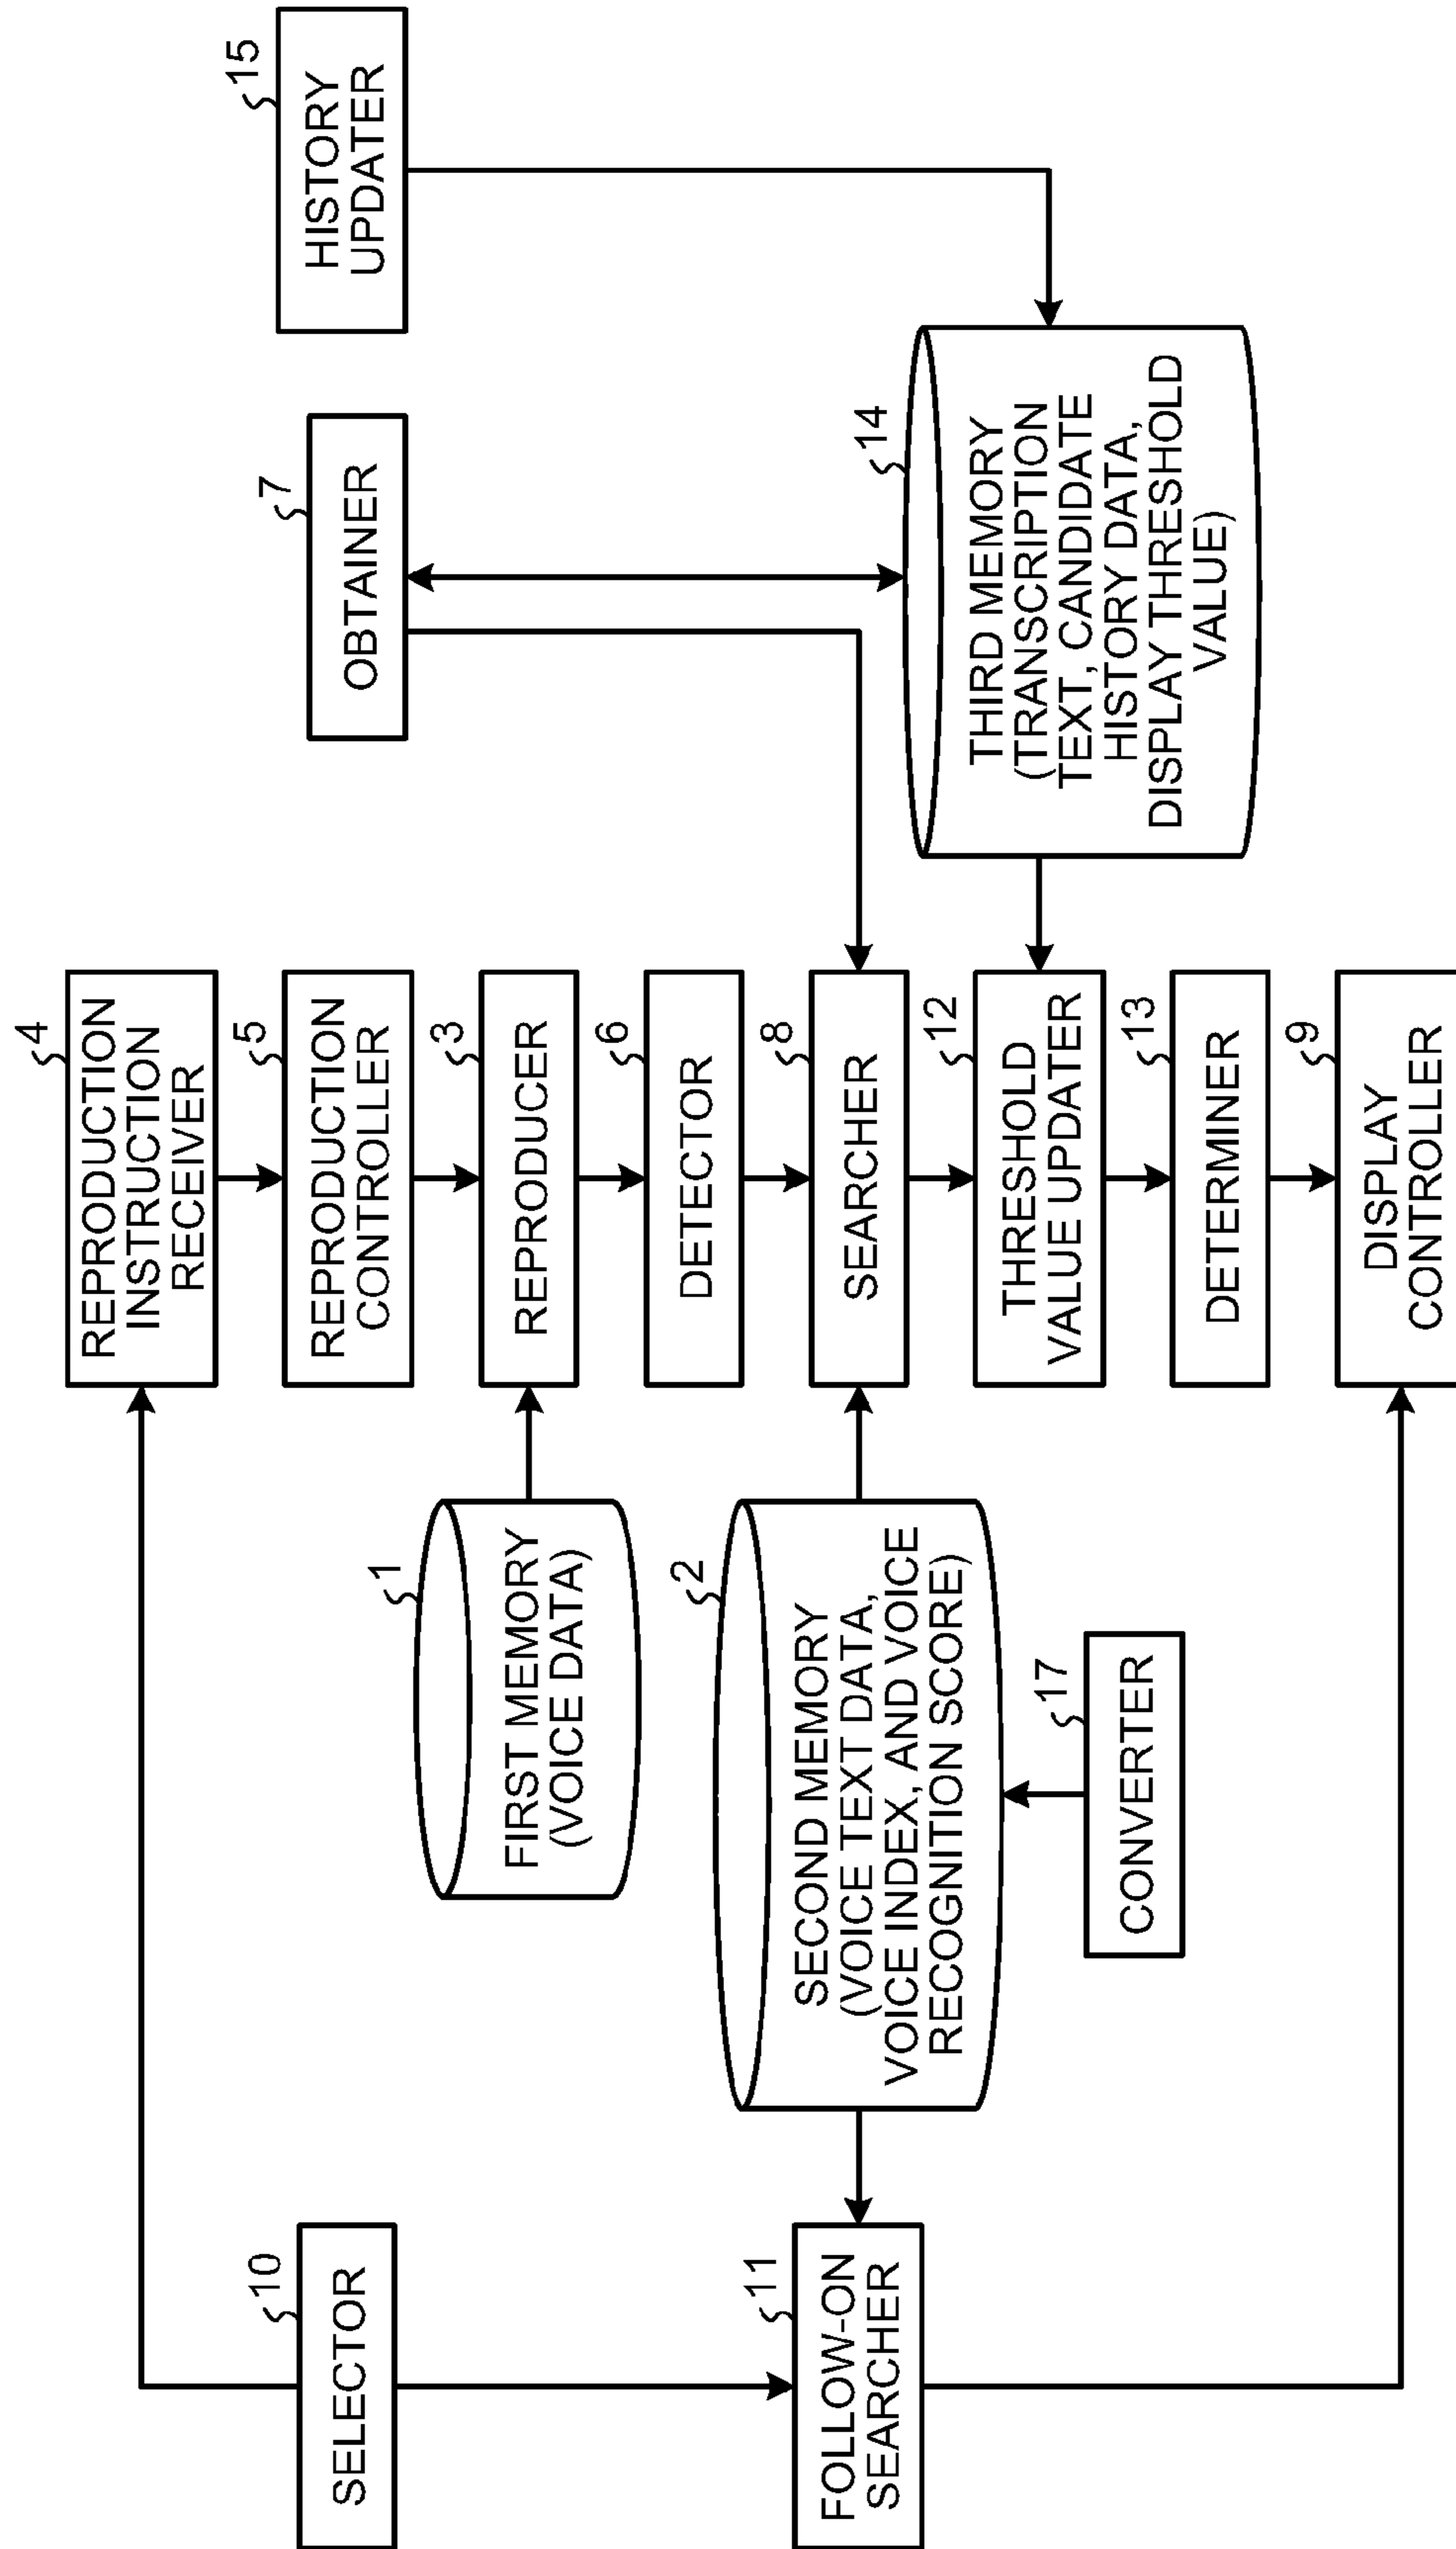 4
REPRODUCTION
INSTRUCTION
RECEIVER
5
REPRODUCTION
CONTROLLER
3
REPRODUCER
6
DETECTOR
8
SEARCHER
12
THRESHOLD
VALUE UPDATER
13
DETERMINER
9
DISPLAY
CONTROLLER
15
HISTORY
UPDATER
7
OBTAINER
14
THIRD MEMORY
(TRANSCRIPTION
TEXT, CANDIDATE
HISTORY DATA,
DISPLAY THRESHOLD
VALUE)
1
FIRST MEMORY
(VOICE DATA)
2
SECOND MEMORY
(VOICE TEXT DATA,
VOICE INDEX, AND VOICE
RECOGNITION SCORE)
17
CONVERTER
10
SELECTOR
11
FOLLOW-ON
SEARCHER